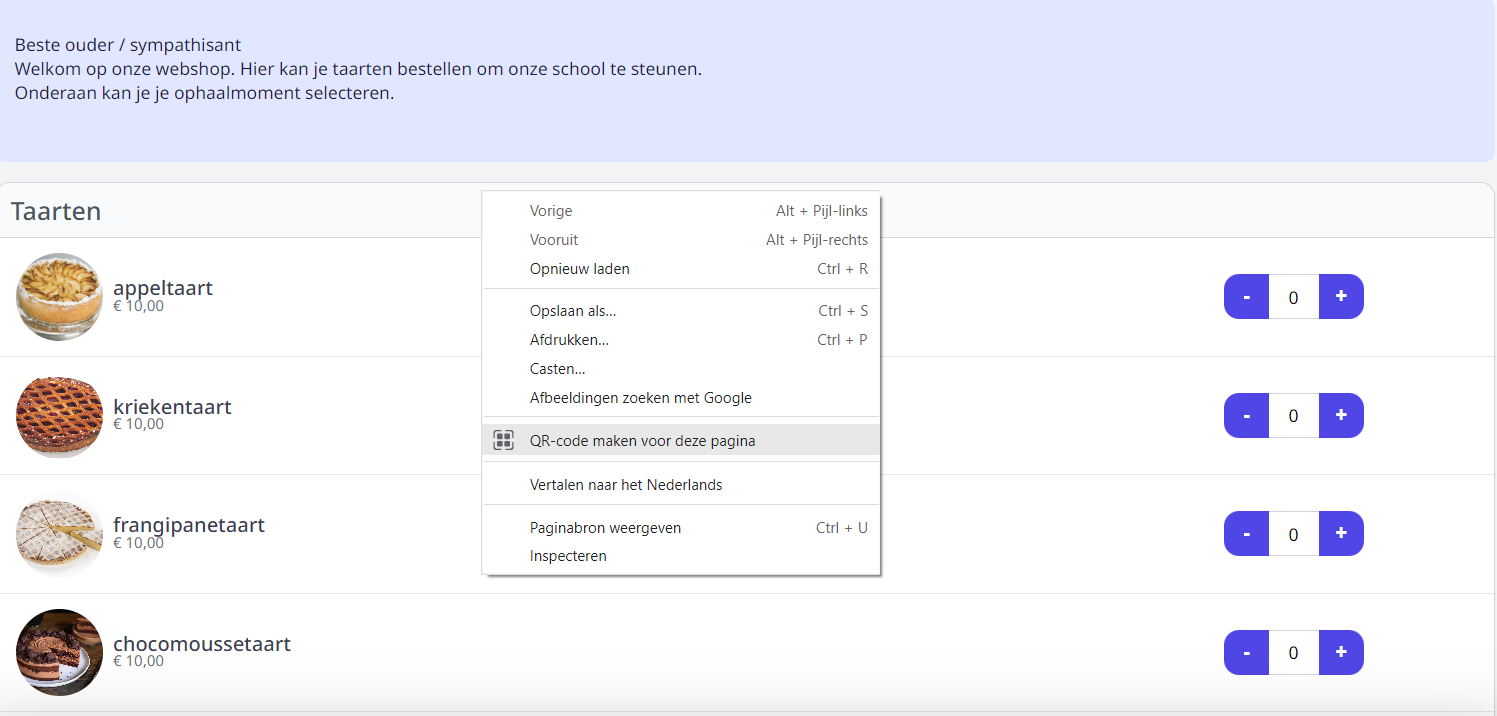 Beste ouder / sympathisant
Welkom op onze webshop. Hier kan je taarten bestellen om onze school te steunen.
Onderaan kan je je ophaalmoment selecteren.
Taarten
Vorige Alt + Pijl-links
Vooruit Alt + Pijl-rechts
Opnieuw laden Ctrl + R
Opslaan als... Ctrl + S
Afdrukken... Ctrl + P
Casten...
Afbeeldingen zoeken met Google
QR-code maken voor deze pagina
Vertalen naar het Nederlands
Paginabron weergeven Ctrl + U
Inspecteren
appeltaart
€ 10,00
- 0 +
kriekentaart
€ 10,00
- 0 +
frangipanetaart
€ 10,00
- 0 +
chocomoussetaart
€ 10,00
- 0 +